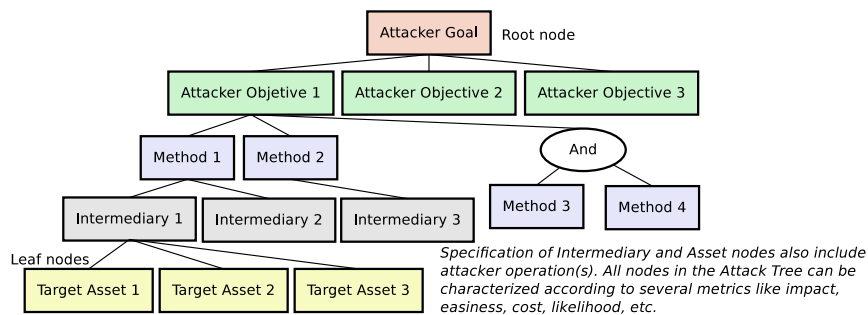 Attacker Goal
Root node
Attacker Objetive 1
Attacker Objective 2
Attacker Objective 3
Method 1
Method 2
And
Method 3
Method 4
Intermediary 1
Intermediary 2
Intermediary 3
Leaf nodes
Target Asset 1
Target Asset 2
Target Asset 3
Specification of Intermediary and Asset nodes also include
attacker operation(s). All nodes in the Attack Tree can be
characterized according to several metrics like impact,
easiness, cost, likelihood, etc.